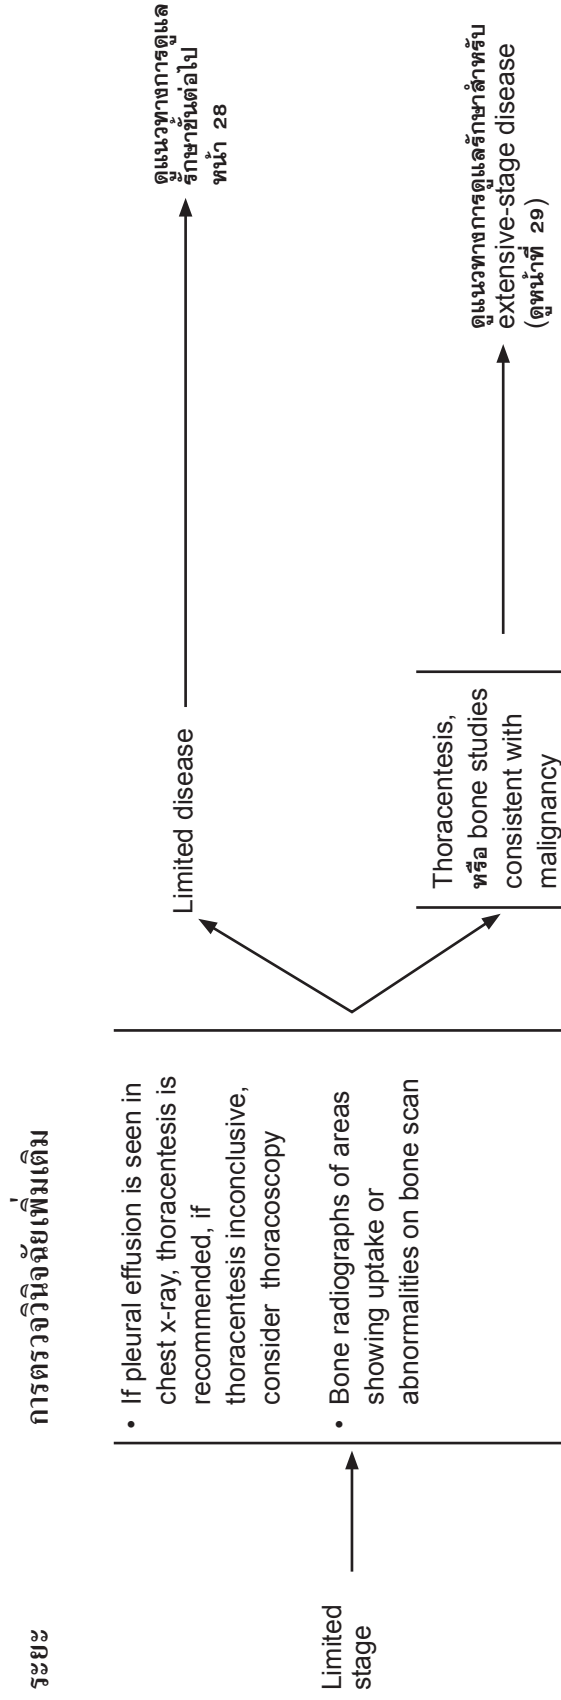 ระยะ
การตรวจวินิจฉัยเพิ่มเติม
Limited
stage
• If pleural effusion is seen in
chest x-ray, thoracentesis is
recommended, if
thoracentesis inconclusive,
consider thoracoscopy
• Bone radiographs of areas
showing uptake or
abnormalities on bone scan
Limited disease
ดูแนวทางการดูแล
รักษาขั้นต่อไป
หน้า 28
Thoracentesis,
หรือ bone studies
consistent with
malignancy
ดูแนวทางการดูแลรักษาสำหรับ
extensive-stage disease
(ดูหน้าที่ 29)